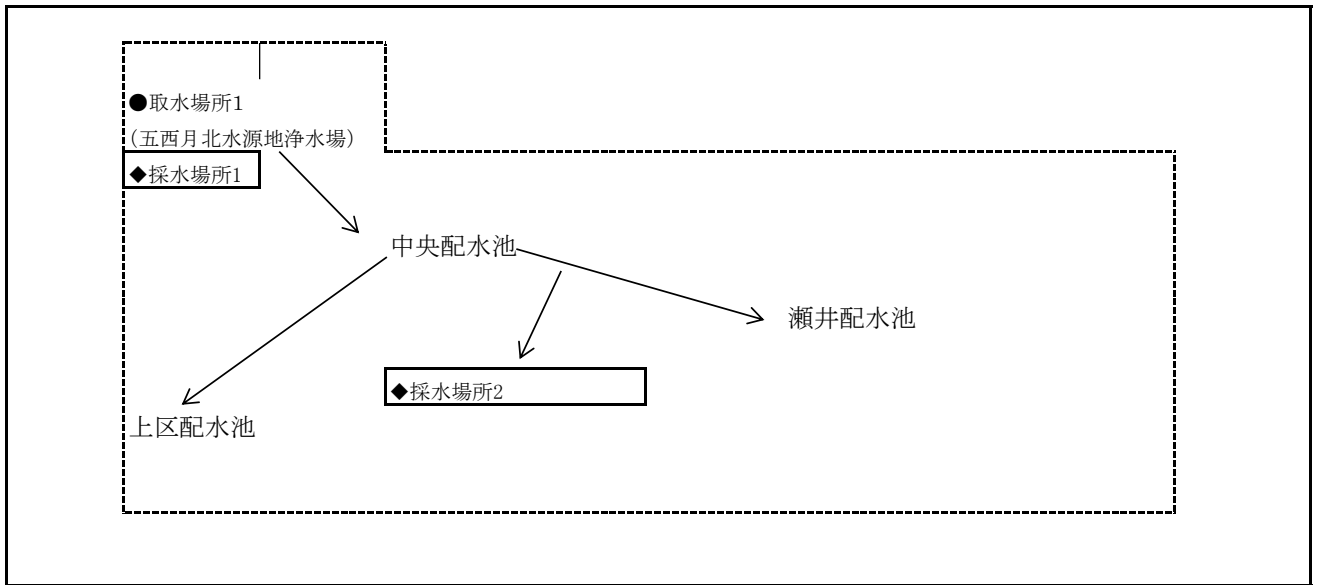 ●取水場所1
(五西月北水源地浄水場)
◆採水場所1
中央配水池
瀬井配水池
◆採水場所2
上区配水池